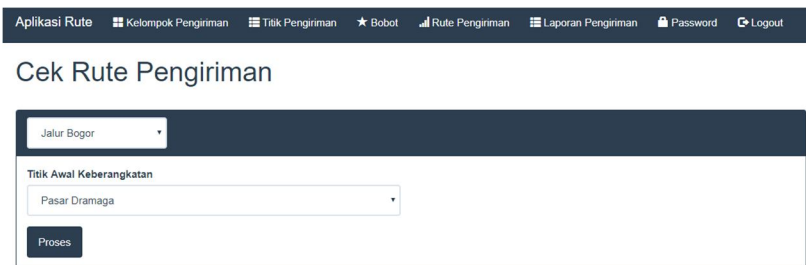 Aplikasi Rute Kelompok Pengiriman Titik Pengiriman Bobot Rute Pengiriman Laporan Pengiriman Password Logout
Cek Rute Pengiriman
Jalur Bogor
Titik Awal Keberangkatan
Pasar Dramaga
Proses